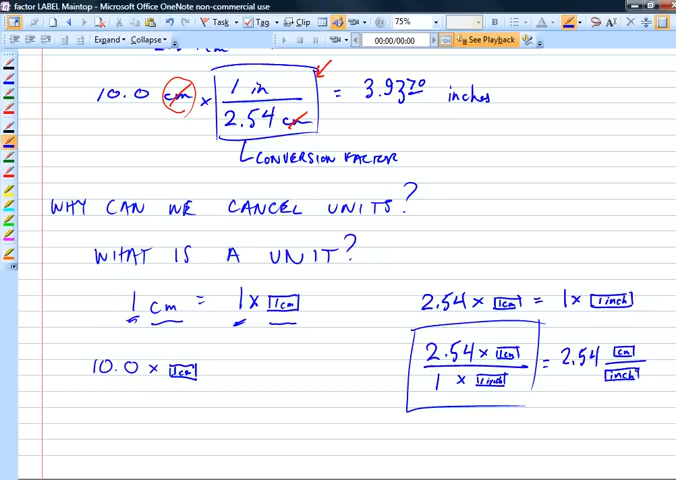 factor LABEL Maintop - Microsoft Office OneNote non-commercial use
75%
Task
Tag
Expand
Collapse
00:00/00:00
See Playback
10.0 cm × 1 in / 2.54 cm = 3.9370 inches
CONVERSION FACTOR
WHY CAN WE CANCEL UNITS?
WHAT IS A UNIT?
1 cm = 1 × 1cm
2.54 × 1cm = 1 × 1inch
10.0 × 1cm
2.54 × 1cm / 1 × 1inch = 2.54 cm / inch